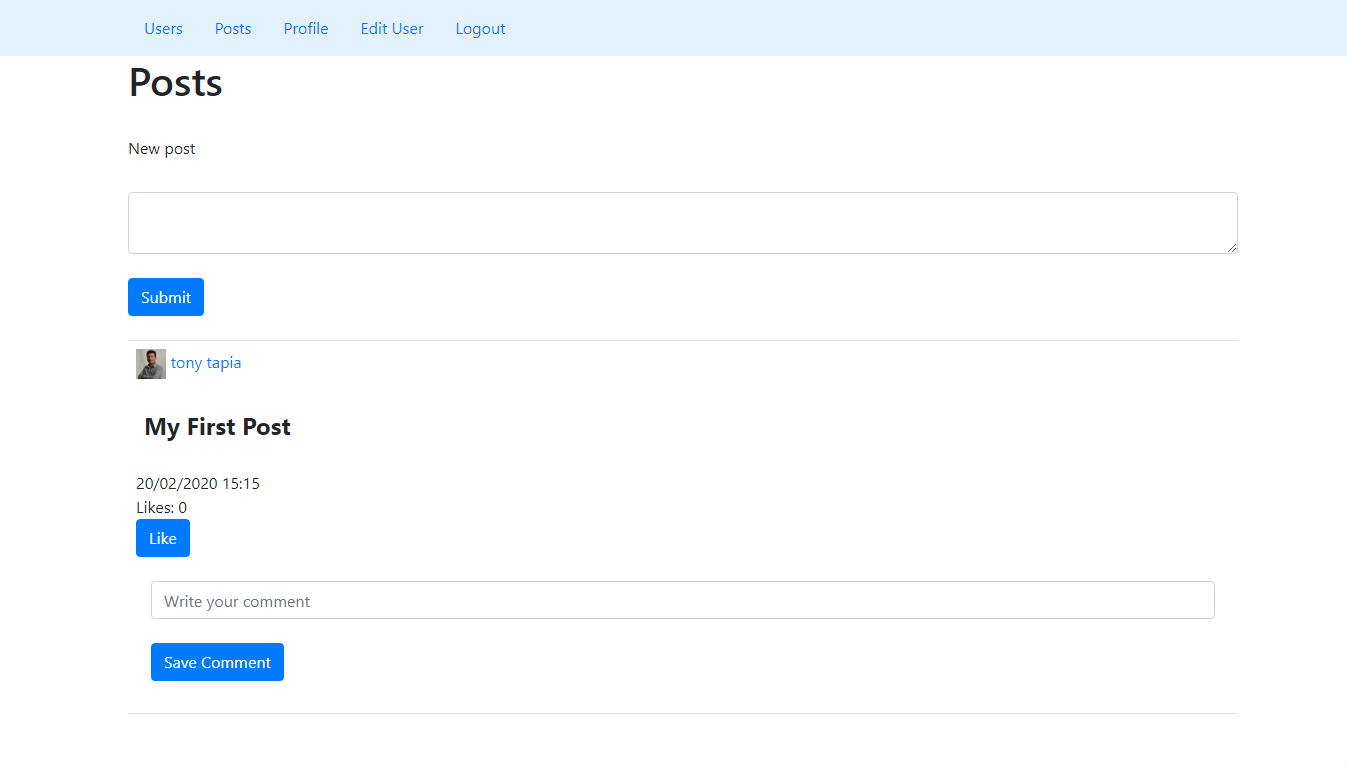 Users Posts Profile Edit User Logout
Posts
New post
Submit
tony tapia
My First Post
20/02/2020 15:15
Likes: 0
Like
Write your comment
Save Comment